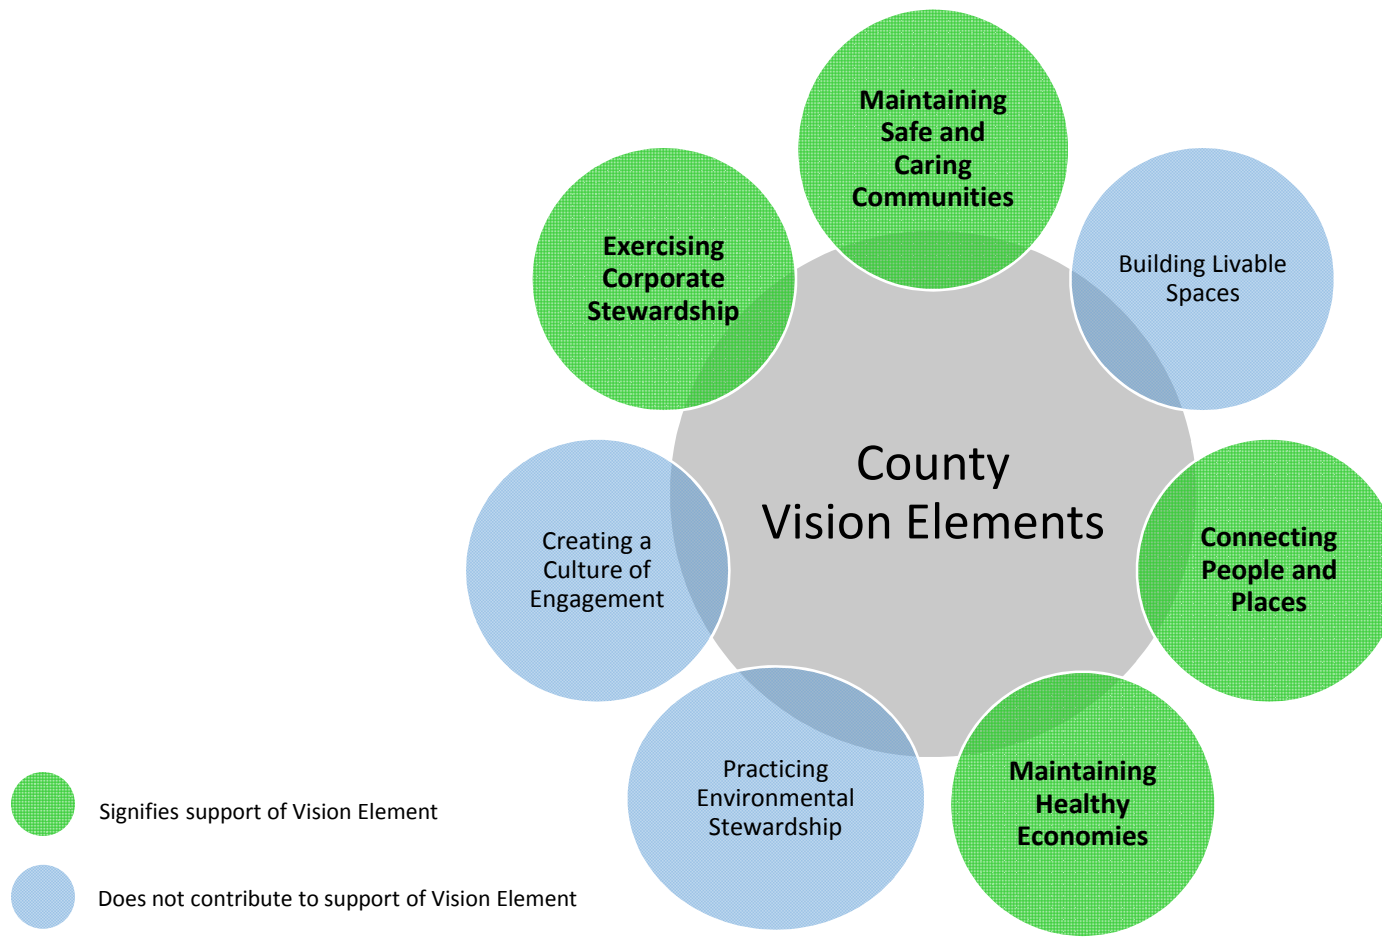 Maintaining
Safe and
Caring
Communities
Building Livable
Spaces
Connecting
People and
Places
Maintaining
Healthy
Economies
Practicing
Environmental
Stewardship
Creating a
Culture of
Engagement
Exercising
Corporate
Stewardship
County
Vision Elements
Signifies support of Vision Element
Does not contribute to support of Vision Element